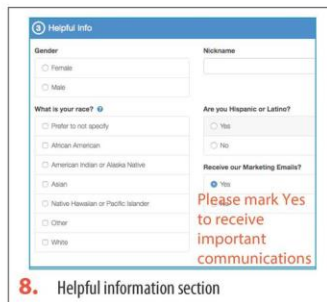 3 Helpful info
Gender
Female
Male
Nickname
What is your race?
Prefer to not specify
African American
American Indian or Alaska Native
Asian
Native Hawaiian or Pacific Islander
Other
White
Are you Hispanic or Latino?
Yes
No
Receive our Marketing Emails?
Yes
Please mark Yes
to receive
important
communications
8. Helpful information section